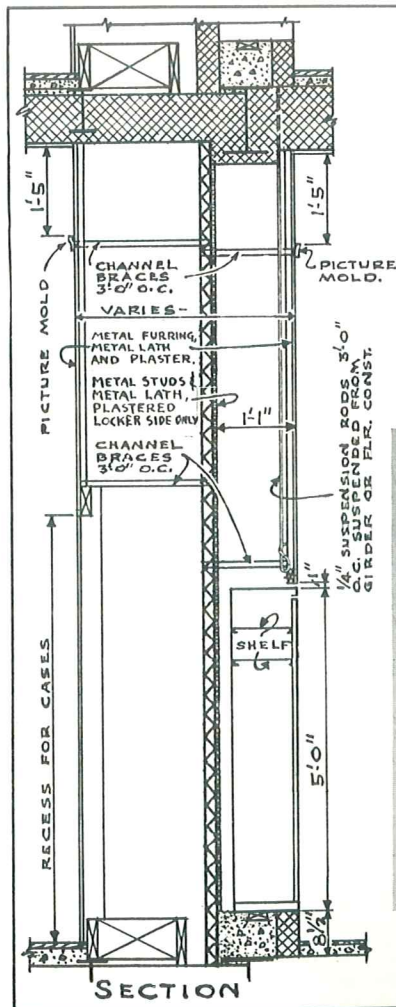 1'-5"
1'-5"
CHANNEL
BRACES
3'0" O.C.
PICTURE
MOLD.
PICTURE MOLD
VARIES-
METAL FURRING,
METAL LATH
AND PLASTER.
METAL STUDS &
METAL LATH,
PLASTERED
LOCKER SIDE ONLY
1'-1"
CHANNEL
BRACES
3'0" O.C.
1/4" SUSPENSION RODS 3'-0"
O.C. SUSPENDED FROM
GIRDER OR FLR. CONST.
1"
SHELF
RECESS FOR CASES
5'-0"
8 1/2"
SECTION